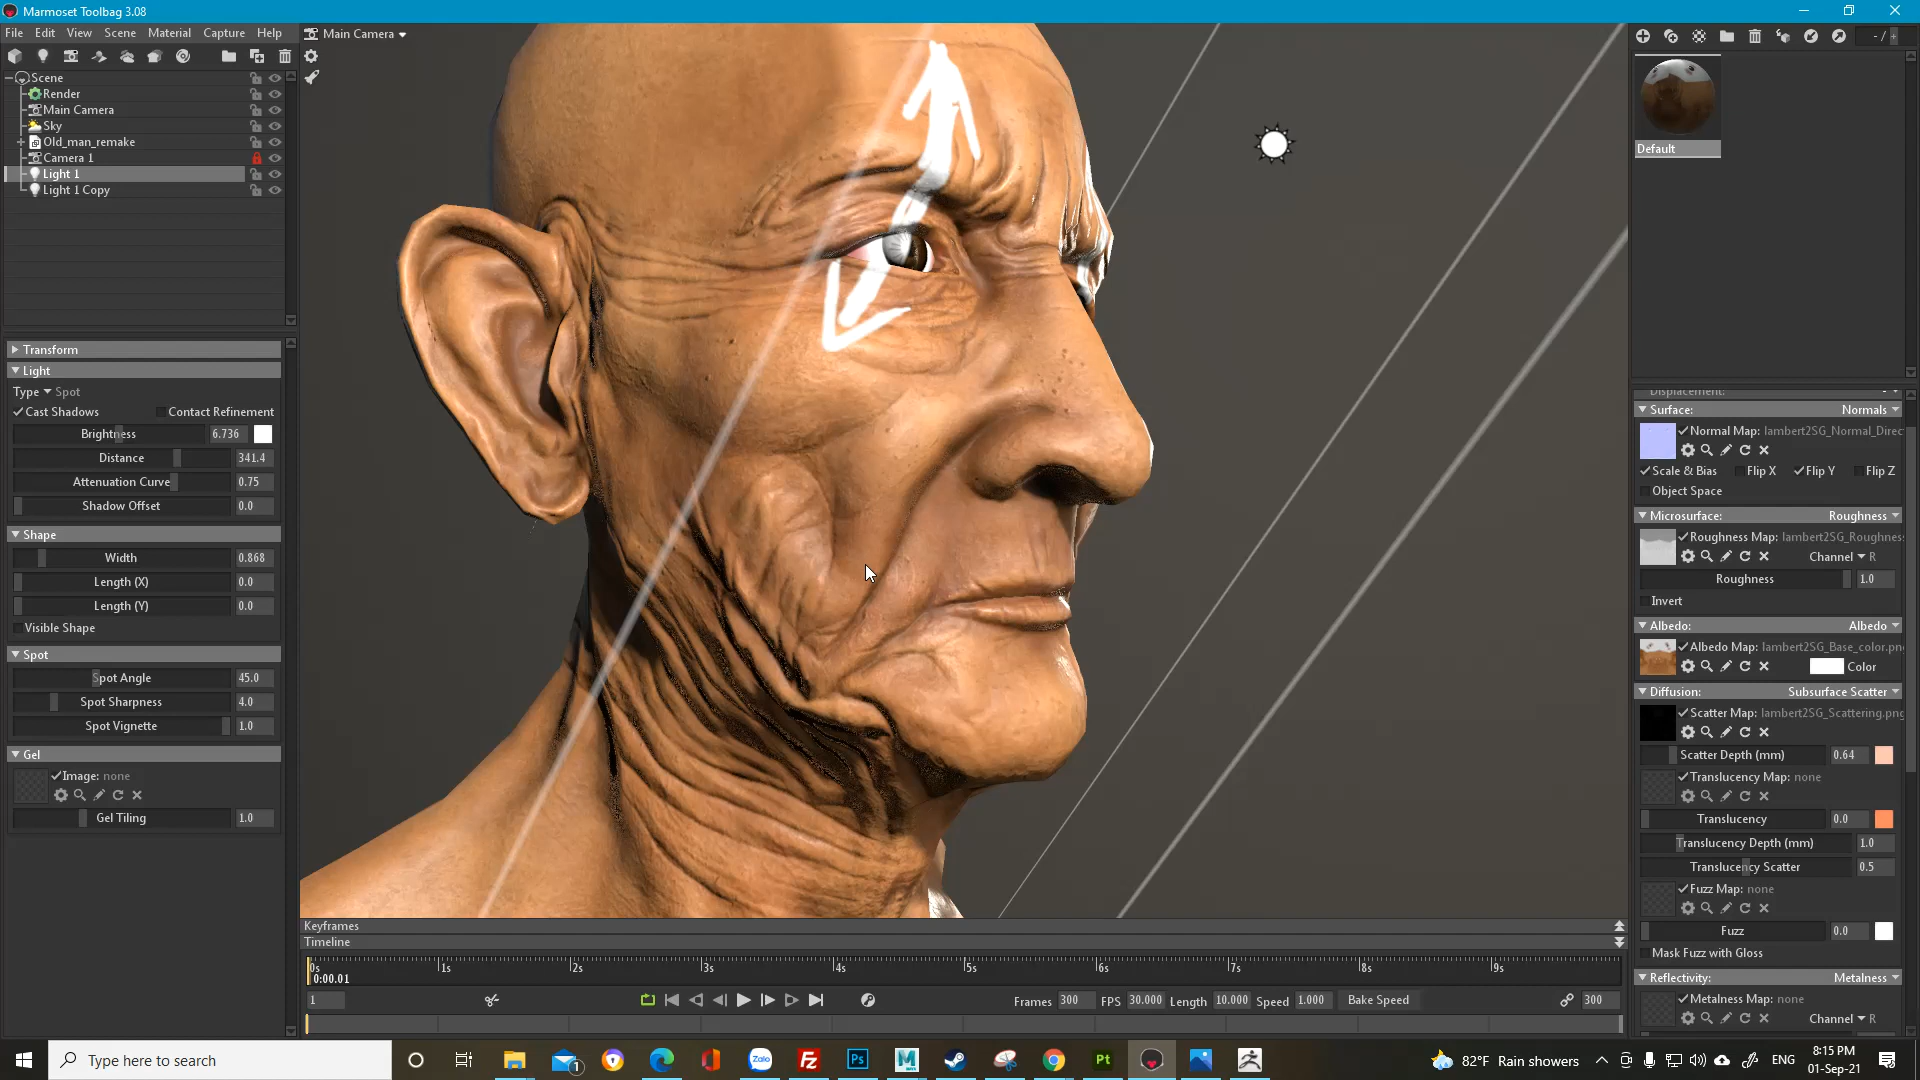 Marmoset Toolbag 3.08
File Edit View Scene Material Capture Help
Main Camera
- / +
Scene
Render
Main Camera
Sky
Old_man_remake
Camera 1
Light 1
Light 1 Copy
Default
Transform
Light
Type Spot
Cast Shadows Contact Refinement
Brightness 6.736
Distance 341.4
Attenuation Curve 0.75
Shadow Offset 0.0
Shape
Width 0.868
Length (X) 0.0
Length (Y) 0.0
Visible Shape
Spot
Spot Angle 45.0
Spot Sharpness 4.0
Spot Vignette 1.0
Gel
Image: none
Gel Tiling 1.0
Displacement:
Surface: Normals
Normal Map: lambert2SG_Normal_Direc
Scale & Bias Flip X Flip Y Flip Z
Object Space
Microsurface: Roughness
Roughness Map: lambert2SG_Roughness
Channel R
Roughness 1.0
Invert
Albedo: Albedo
Albedo Map: lambert2SG_Base_color.pn
Color
Diffusion: Subsurface Scatter
Scatter Map: lambert2SG_Scattering.png
Scatter Depth (mm) 0.64
Translucency Map: none
Translucency 0.0
Translucency Depth (mm) 1.0
Translucency Scatter 0.5
Fuzz Map: none
Fuzz 0.0
Mask Fuzz with Gloss
Reflectivity: Metalness
Metalness Map: none
Channel R
Keyframes
Timeline
0s 1s 2s 3s 4s 5s 6s 7s 8s 9s
0:00.01
1 Frames 300 FPS 30.000 Length 10.000 Speed 1.000 Bake Speed 300
Type here to search
1
Zalo
Fz
Ps
M
Pt
82°F Rain showers
ENG
8:15 PM
01-Sep-21